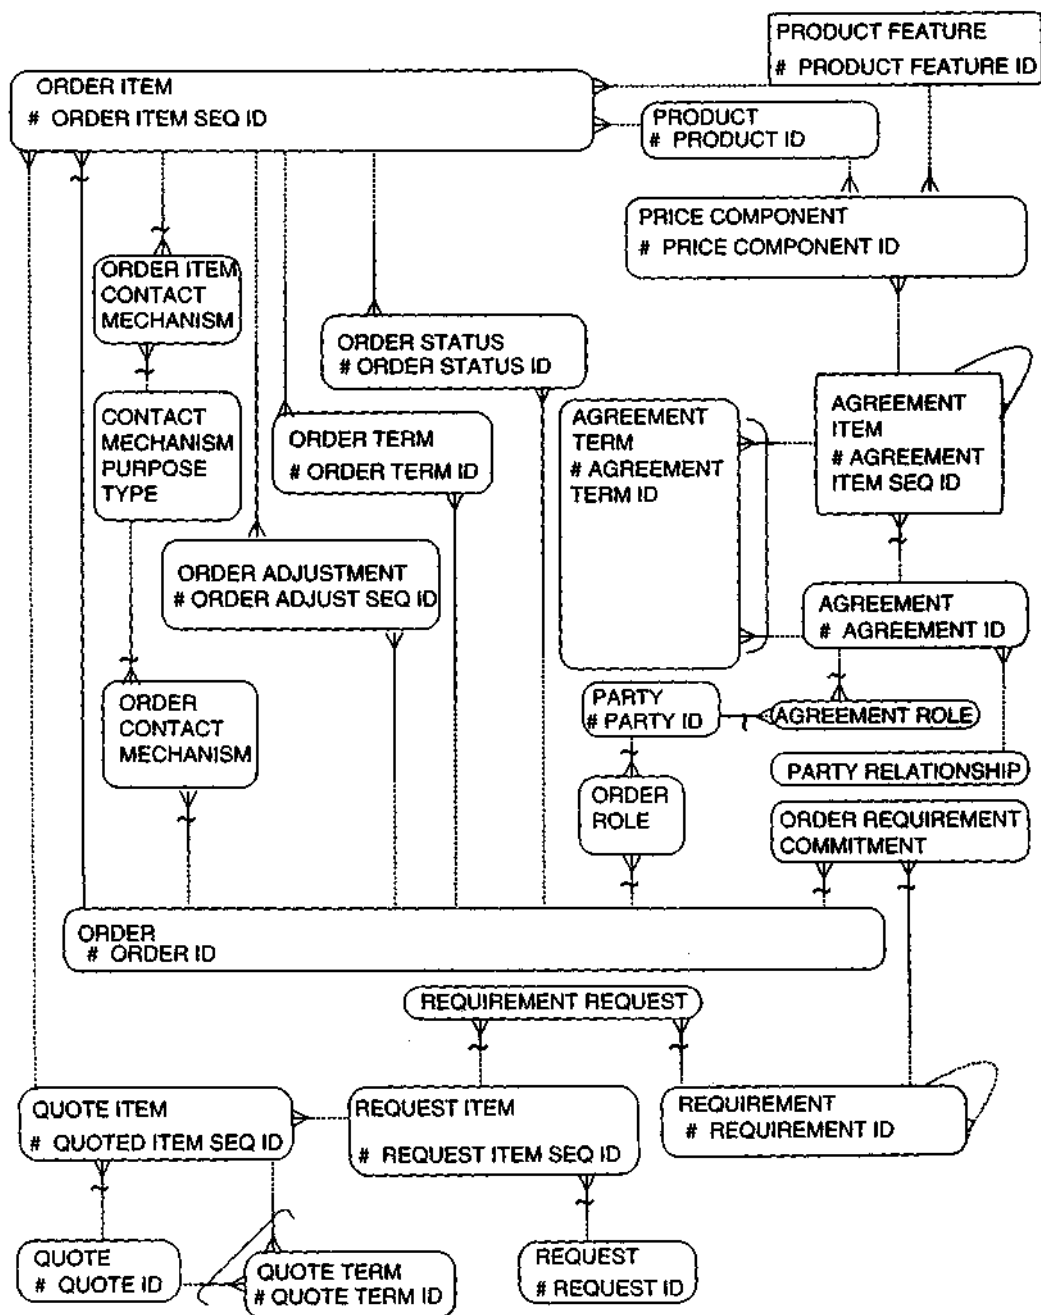 PRODUCT FEATURE
# PRODUCT FEATURE ID
ORDER ITEM
# ORDER ITEM SEQ ID
PRODUCT
# PRODUCT ID
PRICE COMPONENT
# PRICE COMPONENT ID
ORDER ITEM
CONTACT
MECHANISM
ORDER STATUS
# ORDER STATUS ID
CONTACT
MECHANISM
PURPOSE
TYPE
ORDER TERM
# ORDER TERM ID
AGREEMENT
TERM
# AGREEMENT
TERM ID
AGREEMENT
ITEM
# AGREEMENT
ITEM SEQ ID
ORDER ADJUSTMENT
# ORDER ADJUST SEQ ID
AGREEMENT
# AGREEMENT ID
ORDER
CONTACT
MECHANISM
PARTY
# PARTY ID
AGREEMENT ROLE
PARTY RELATIONSHIP
ORDER
ROLE
ORDER REQUIREMENT
COMMITMENT
ORDER
# ORDER ID
REQUIREMENT REQUEST
QUOTE ITEM
# QUOTED ITEM SEQ ID
REQUEST ITEM
# REQUEST ITEM SEQ ID
REQUIREMENT
# REQUIREMENT ID
QUOTE
# QUOTE ID
QUOTE TERM
# QUOTE TERM ID
REQUEST
# REQUEST ID